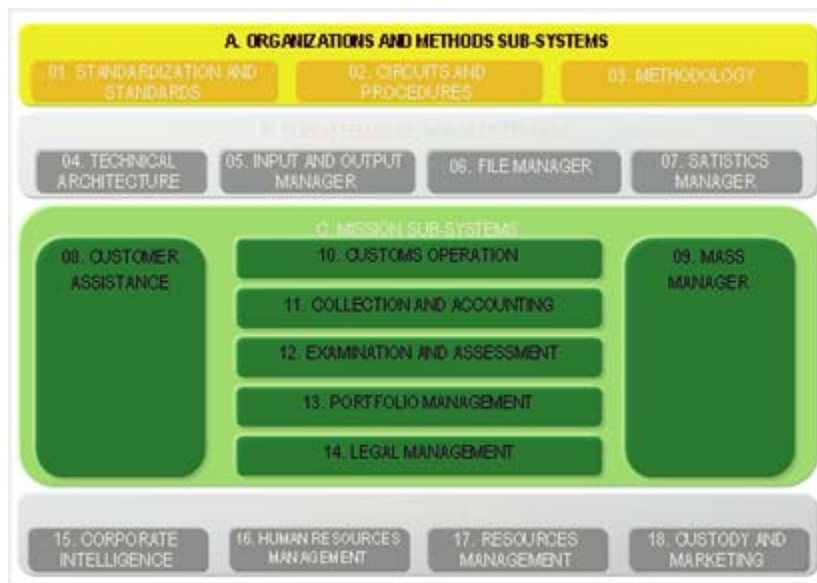 A. ORGANIZATIONS AND METHODS SUB-SYSTEMS
01. STANDARDIZATION AND
STANDARDS
02. CIRCUITS AND
PROCEDURES
03. METHODOLOGY
04. TECHNICAL
ARCHITECTURE
05. INPUT AND OUTPUT
MANAGER
06. FILE MANAGER
07. SATISTICS
MANAGER
C. MISSION SUB-SYSTEMS
08. CUSTOMER
ASSISTANCE
10. CUSTOMS OPERATION
11. COLLECTION AND ACCOUNTING
12. EXAMINATION AND ASSESSMENT
13. PORTFOLIO MANAGEMENT
14. LEGAL MANAGEMENT
09. MASS
MANAGER
15. CORPORATE
INTELLIGENCE
16. HUMAN RESOURCES
MANAGEMENT
17. RESOURCES
MANAGEMENT
18. CUSTODY AND
MARKETING